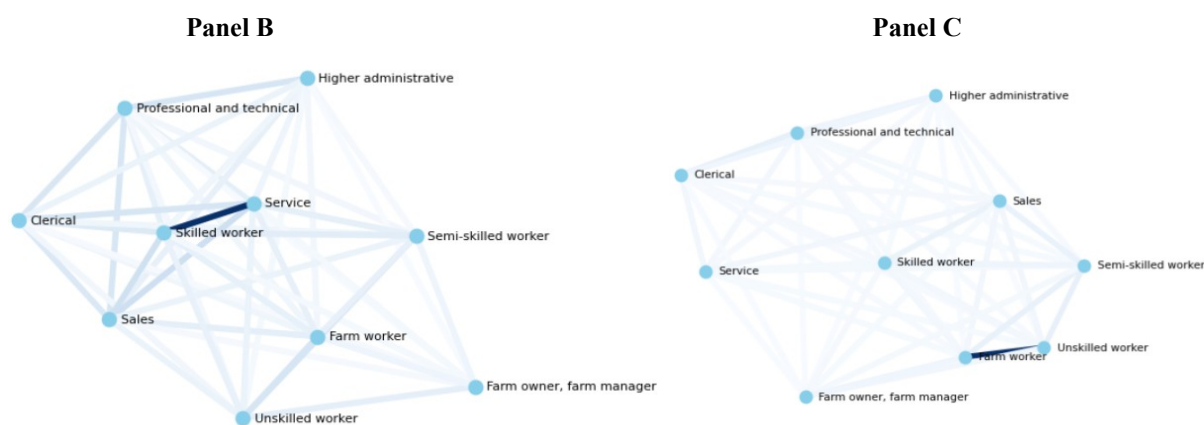 Panel B
Higher administrative
Professional and technical
Service
Clerical
Skilled worker
Semi-skilled worker
Sales
Farm worker
Farm owner, farm manager
Unskilled worker
Panel C
Higher administrative
Professional and technical
Clerical
Sales
Skilled worker
Semi-skilled worker
Service
Unskilled worker
Farm worker
Farm owner, farm manager